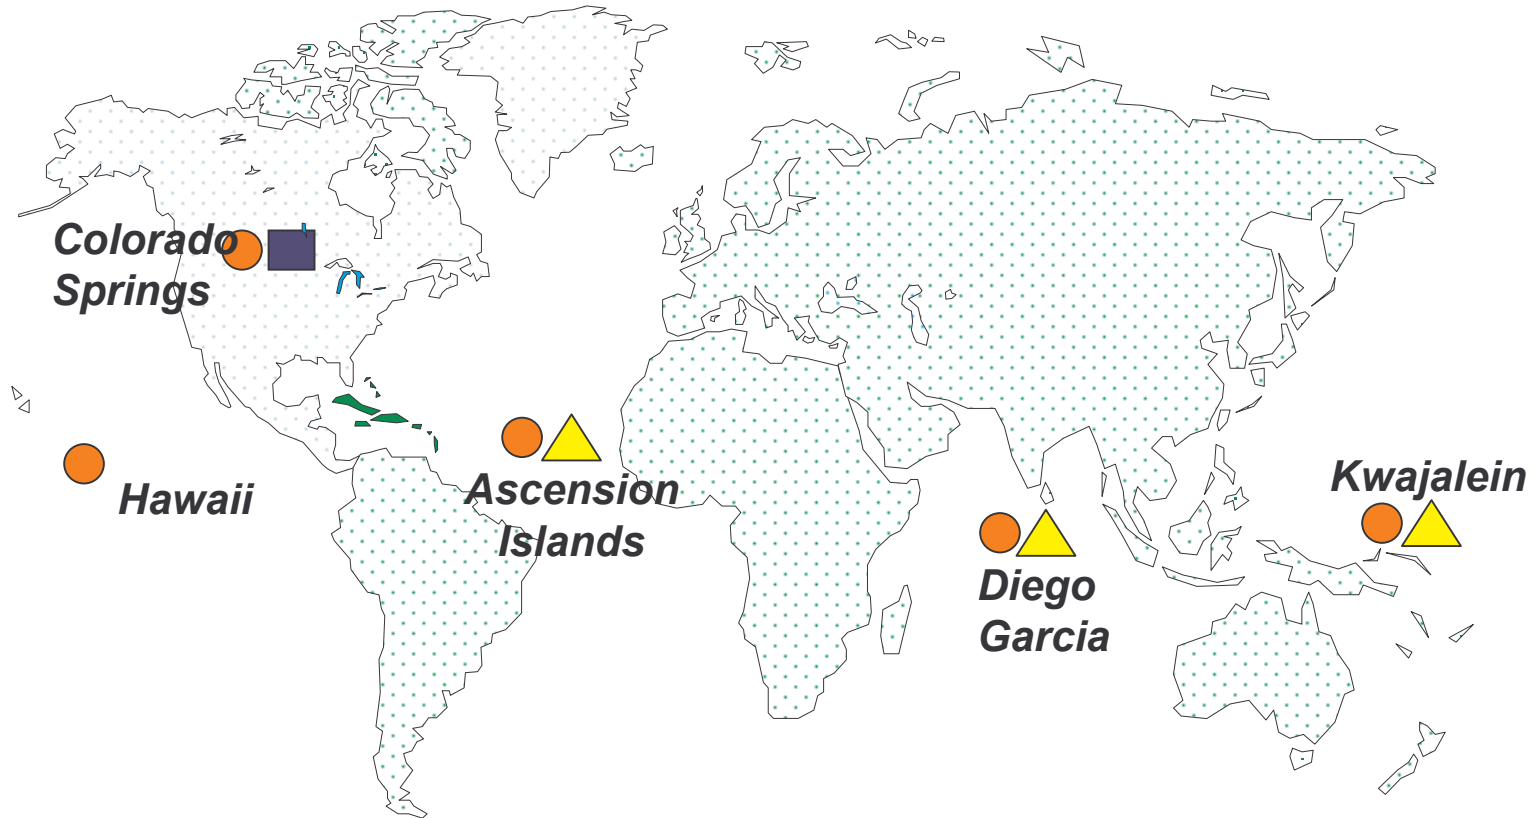 Colorado
Springs
Hawaii
Ascension
Islands
Diego
Garcia
Kwajalein